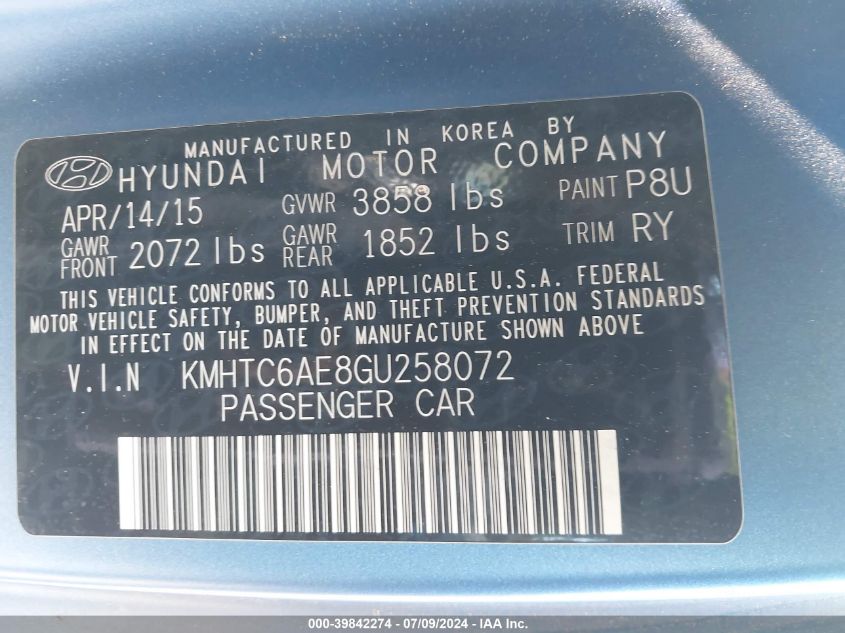 MANUFACTURED IN KOREA BY
HYUNDAI MOTOR COMPANY
APR/14/15 GVWR 3858 lbs PAINT P8U
GAWR FRONT 2072 lbs GAWR REAR 1852 lbs TRIM RY
THIS VEHICLE CONFORMS TO ALL APPLICABLE U.S.A. FEDERAL
MOTOR VEHICLE SAFETY, BUMPER, AND THEFT PREVENTION STANDARDS
IN EFFECT ON THE DATE OF MANUFACTURE SHOWN ABOVE
V.I.N KMHTC6AE8GU258072
PASSENGER CAR
000-39842274 - 07/09/2024 - IAA Inc.